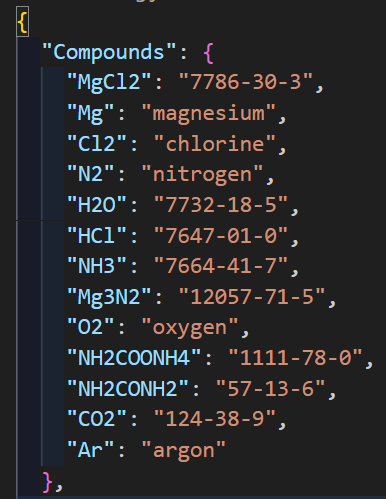 {
"Compounds": {
"MgCl2": "7786-30-3",
"Mg": "magnesium",
"Cl2": "chlorine",
"N2": "nitrogen",
"H2O": "7732-18-5",
"HCl": "7647-01-0",
"NH3": "7664-41-7",
"Mg3N2": "12057-71-5",
"O2": "oxygen",
"NH2COONH4": "1111-78-0",
"NH2CONH2": "57-13-6",
"CO2": "124-38-9",
"Ar": "argon"
},